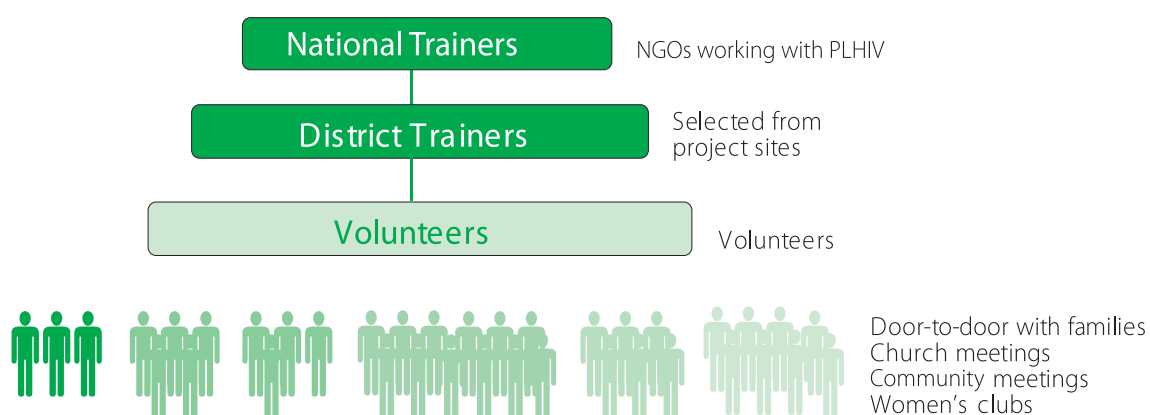 National Trainers
NGOs working with PLHIV
District Trainers
Selected from
project sites
Volunteers
Volunteers
Door-to-door with families
Church meetings
Community meetings
Women's clubs